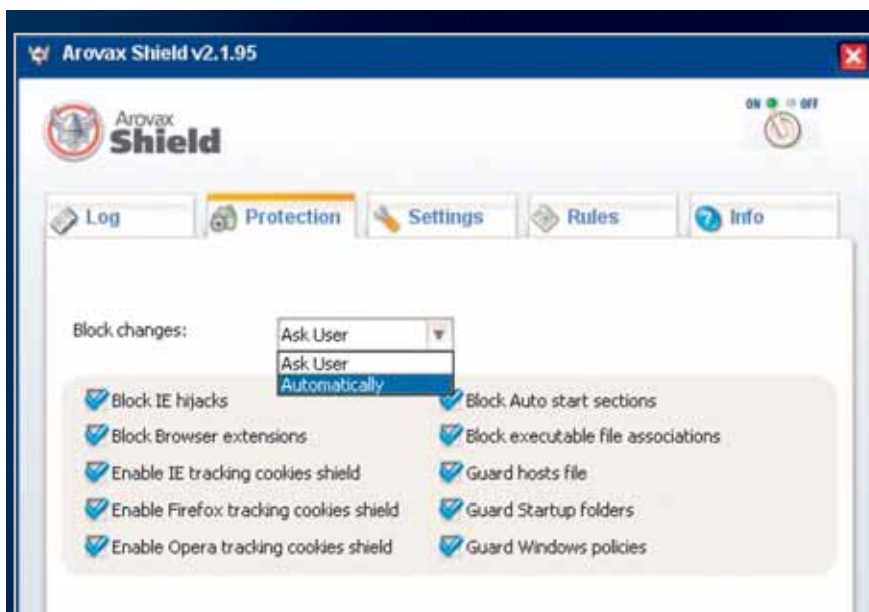 Arovax Shield v2.1.95
Arovax
Shield
ON OFF
Log Protection Settings Rules Info
Block changes: Ask User
Ask User
Automatically
Block IE hijacks Block Auto start sections
Block Browser extensions Block executable file associations
Enable IE tracking cookies shield Guard hosts file
Enable Firefox tracking cookies shield Guard Startup folders
Enable Opera tracking cookies shield Guard Windows policies